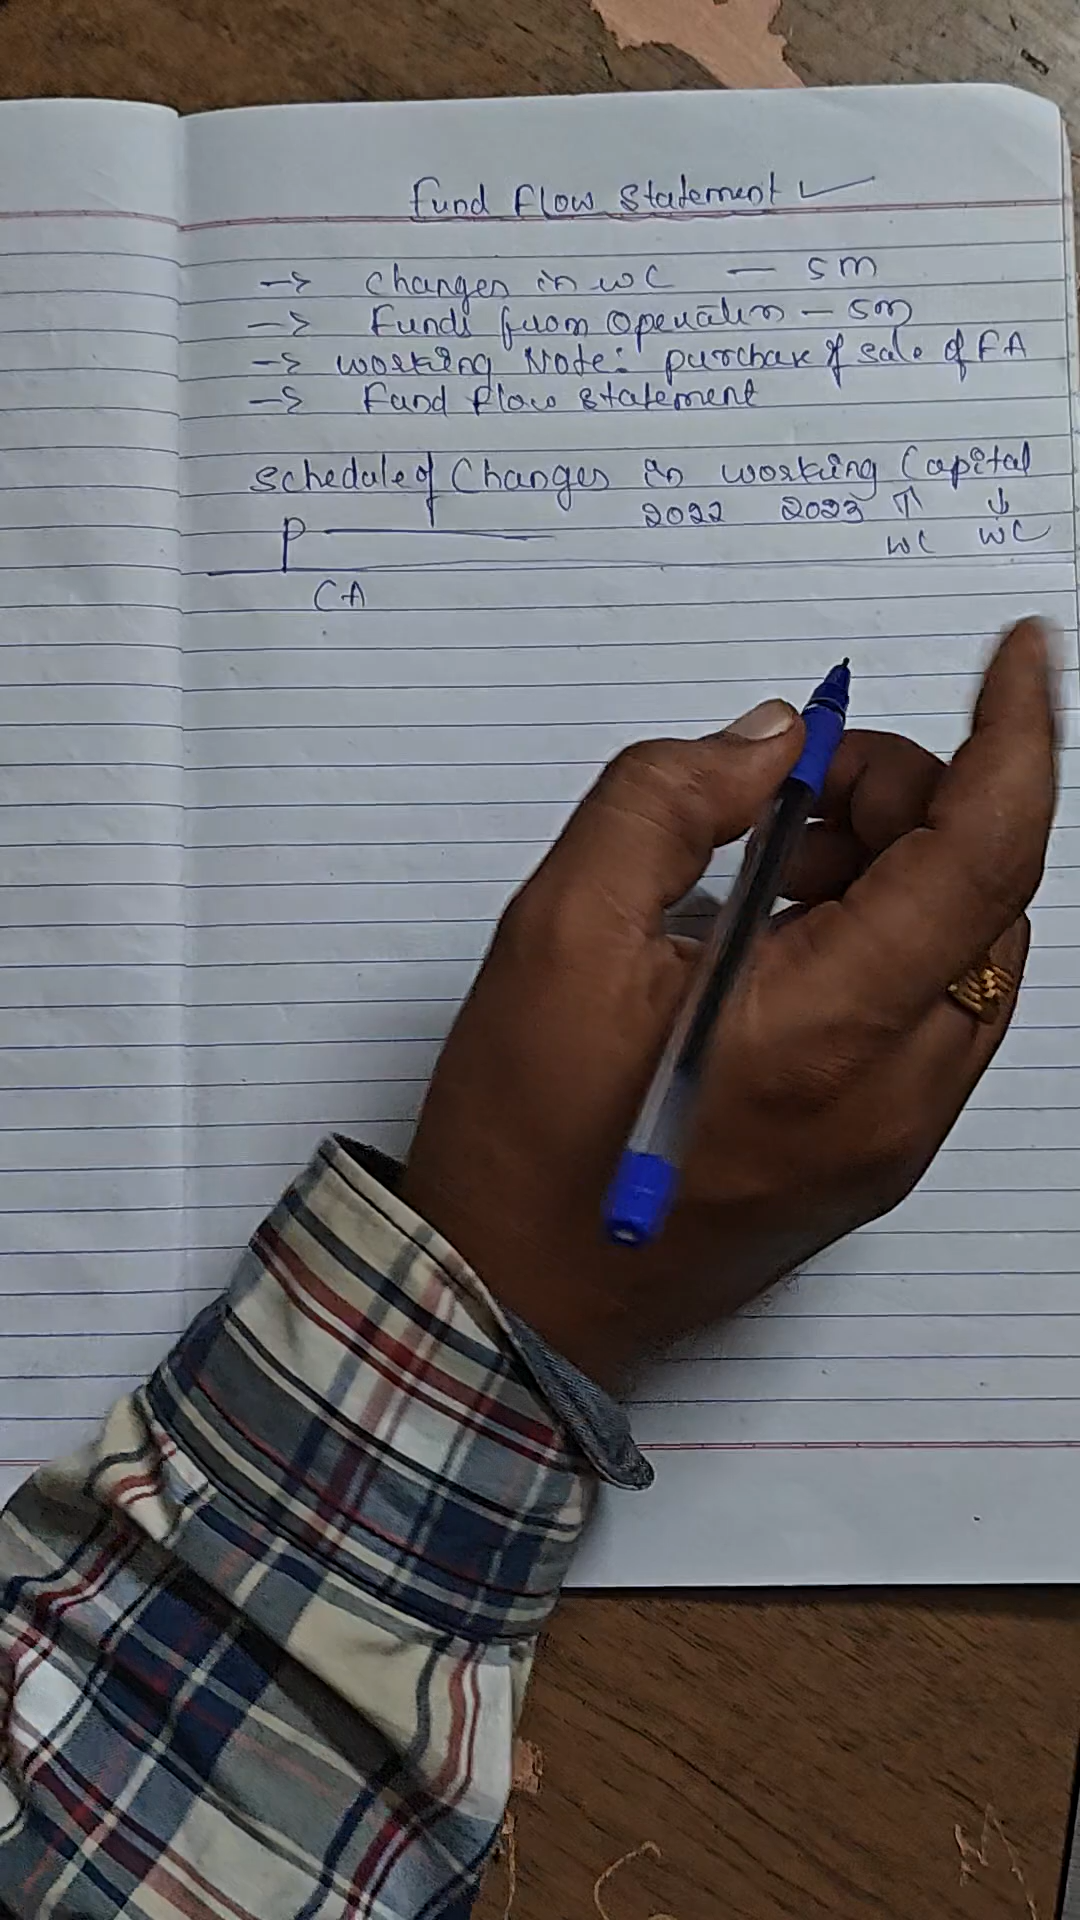 Fund Flow Statement ✓
→ Changes in WC — 5m
→ Funds from Operation — 5m
→ Working Note: purchase & sale of FA
→ Fund Flow Statement
Schedule of Changes in Working Capital
P 2022 2023 ↑ ↓
WC WC
CA